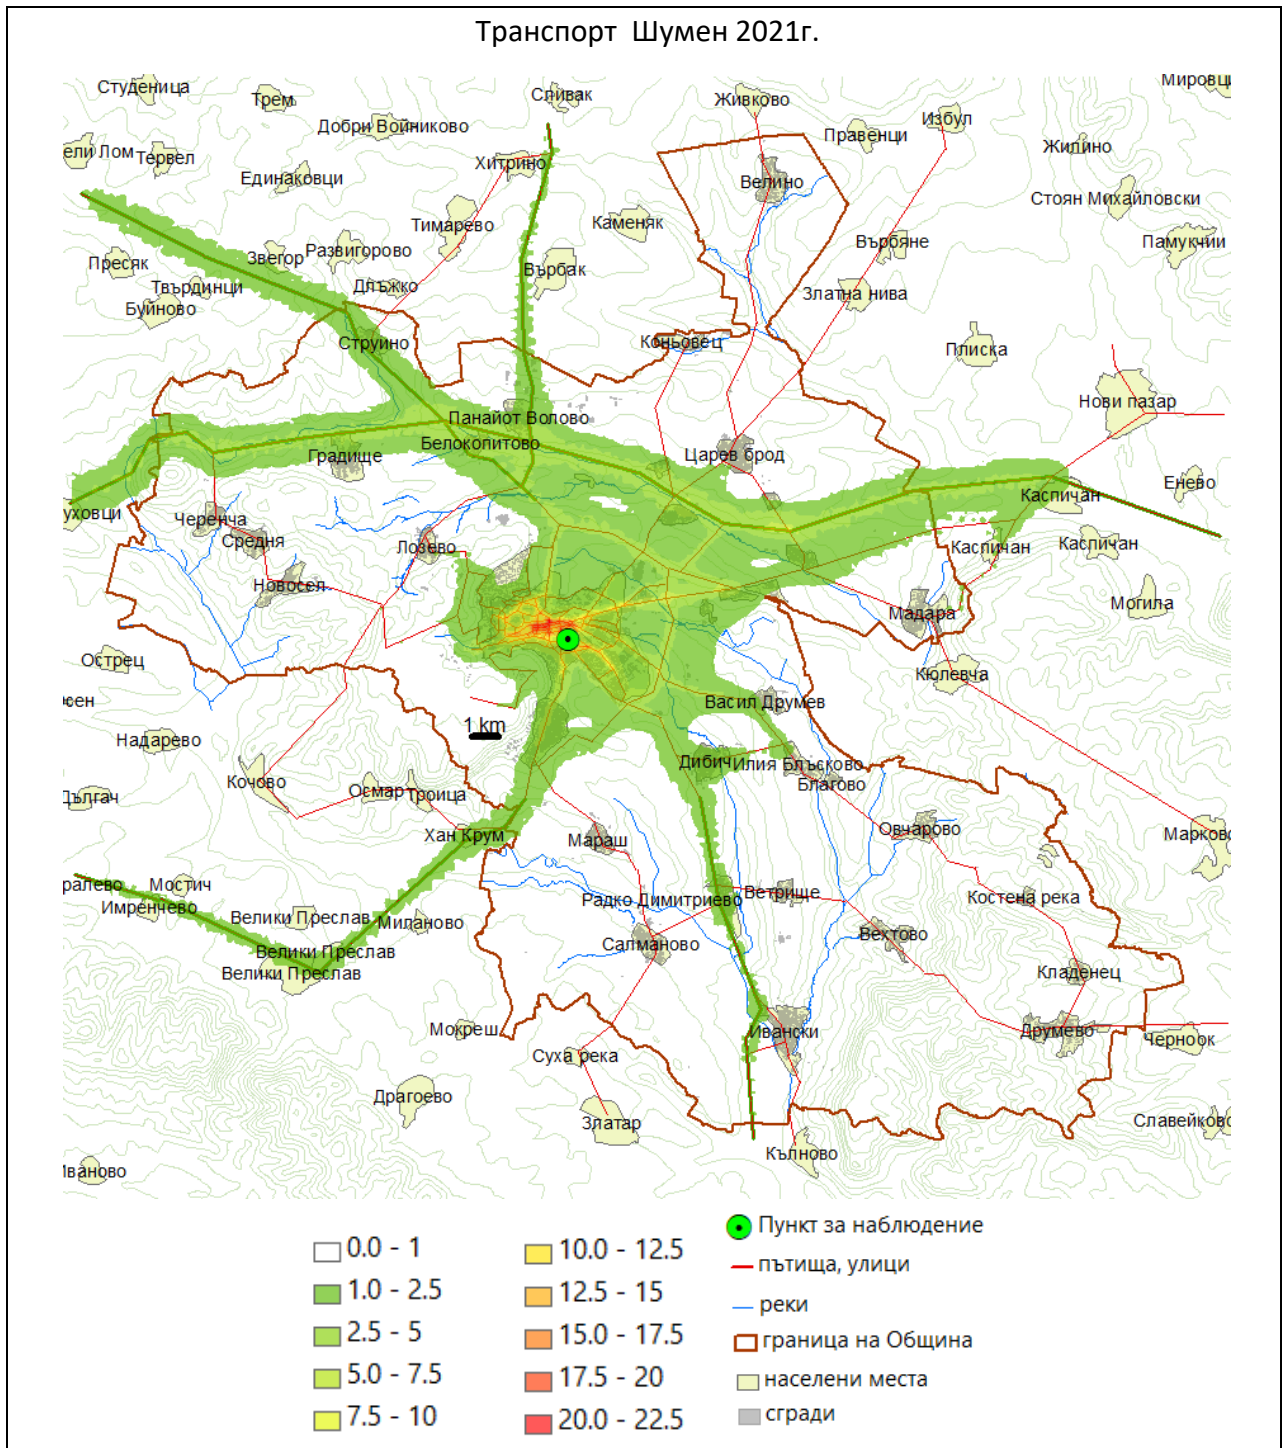 Транспорт Шумен 2021г.
Студеница
Трем
Сливак
Живково
Мировци
Избул
Добри Войниково
Правенци
ели Лом
Тервел
Хитрино
Жилино
Единаковци
Велино
Стоян Михайловски
Тимарево
Каменяк
Върбяне
Памукчии
Пресяк
Звегор
Развигорово
Върбак
Твърдинци
Длъжко
Златна нива
Буйново
Струйно
Коньовец
Плиска
Нови пазар
Панайот Волово
Белокопитово
Градище
Царев брод
Енево
Каспичан
уховци
Черенча
Средня
Лозево
Каспичан
Каспичан
Новосел
Могила
Мадара
Острец
Кюлевча
Васил Друмев
Надарево
1 km
Дибич
Илия Блъсково
Кочово
Благово
Дългач
Осмар
Троица
Хан Крум
Мараш
Овчарово
Марково
ралево
Мостич
Имренчево
Велики Преслав
Миланово
Радко Димитриево
Ветрище
Костена река
Велики Преслав
Салманово
Вехтово
Велики Преслав
Кладенец
Мокреш
Ивански
Друмево
Черноок
Суха река
Драгоево
Златар
Славейково
Кълново
Иваново
0.0 - 1
1.0 - 2.5
2.5 - 5
5.0 - 7.5
7.5 - 10
10.0 - 12.5
12.5 - 15
15.0 - 17.5
17.5 - 20
20.0 - 22.5
Пункт за наблюдение
пътища, улици
реки
граница на Община
населени места
сгради